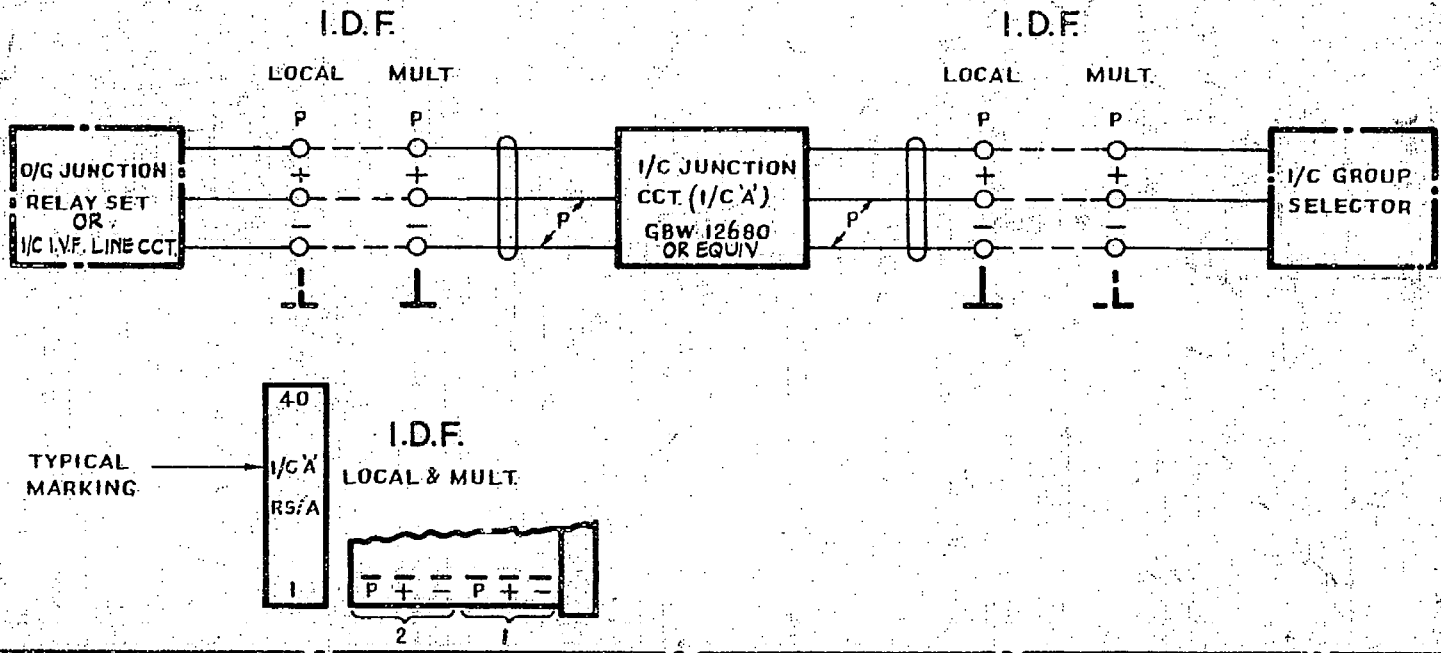 I.D.F.
I.D.F.
LOCAL MULT
LOCAL MULT.
P P
P P
O/G JUNCTION
RELAY SET
OR
I/C I.V.F. LINE CCT.
+ +
- -
P
I/C JUNCTION
CCT. (I/C 'A')
GBW 12680
OR EQUIV
P
+ +
- -
I/C GROUP
SELECTOR
TYPICAL
MARKING
40
I/C 'A'
RS/A
1
I.D.F.
LOCAL & MULT.
P + - P + -
2 1